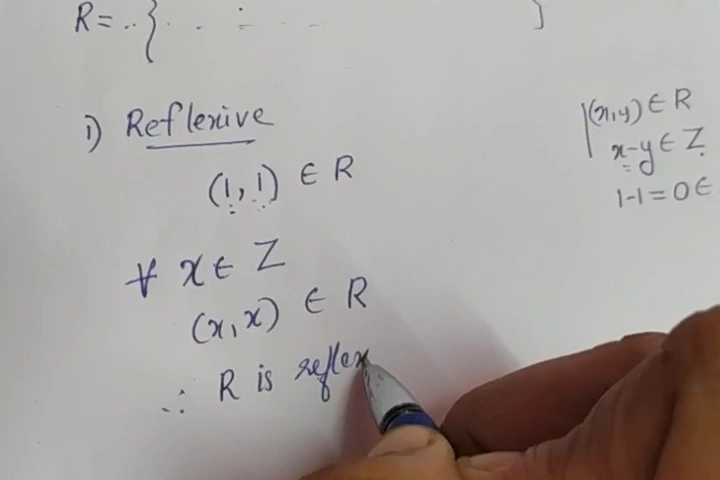 R = .. { . . . . - - }
1) Reflexive
(1, 1) ∈ R
∀ x ∈ Z
(x, x) ∈ R
∴ R is reflex
(x, y) ∈ R
x-y ∈ Z
1-1 = 0 ∈